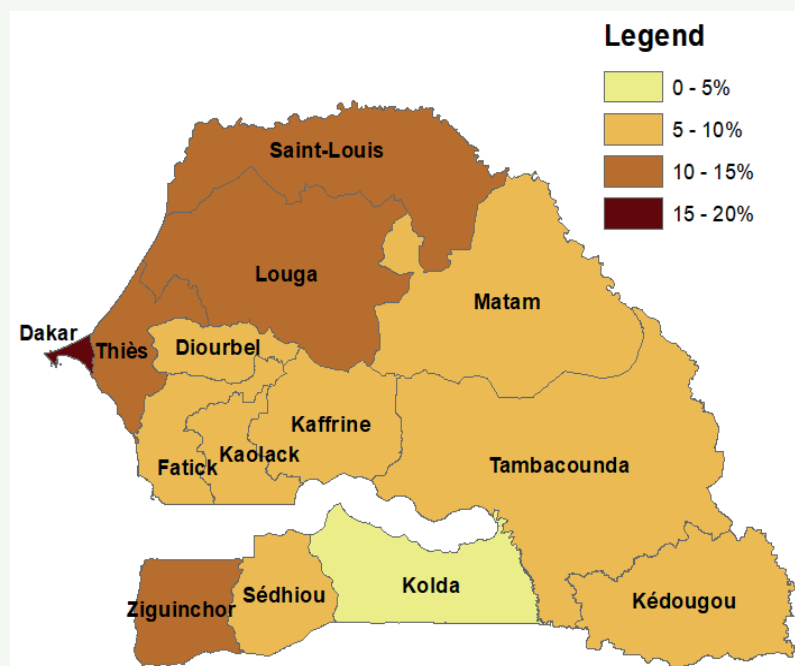 Legend
0 - 5%
5 - 10%
10 - 15%
15 - 20%
Saint-Louis
Louga
Matam
Dakar
Thiès
Diourbel
Kaffrine
Fatick
Kaolack
Tambacounda
Ziguinchor
Sédhiou
Kolda
Kédougou